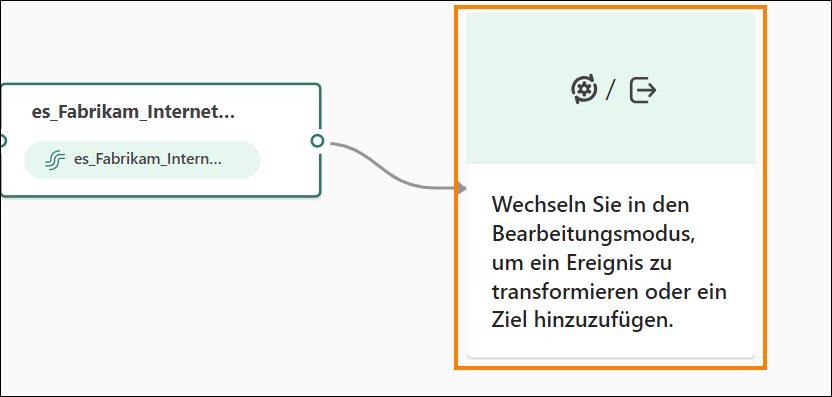 es_Fabrikam_Internet...
es_Fabrikam_Intern...
/
Wechseln Sie in den
Bearbeitungsmodus,
um ein Ereignis zu
transformieren oder ein
Ziel hinzuzufügen.